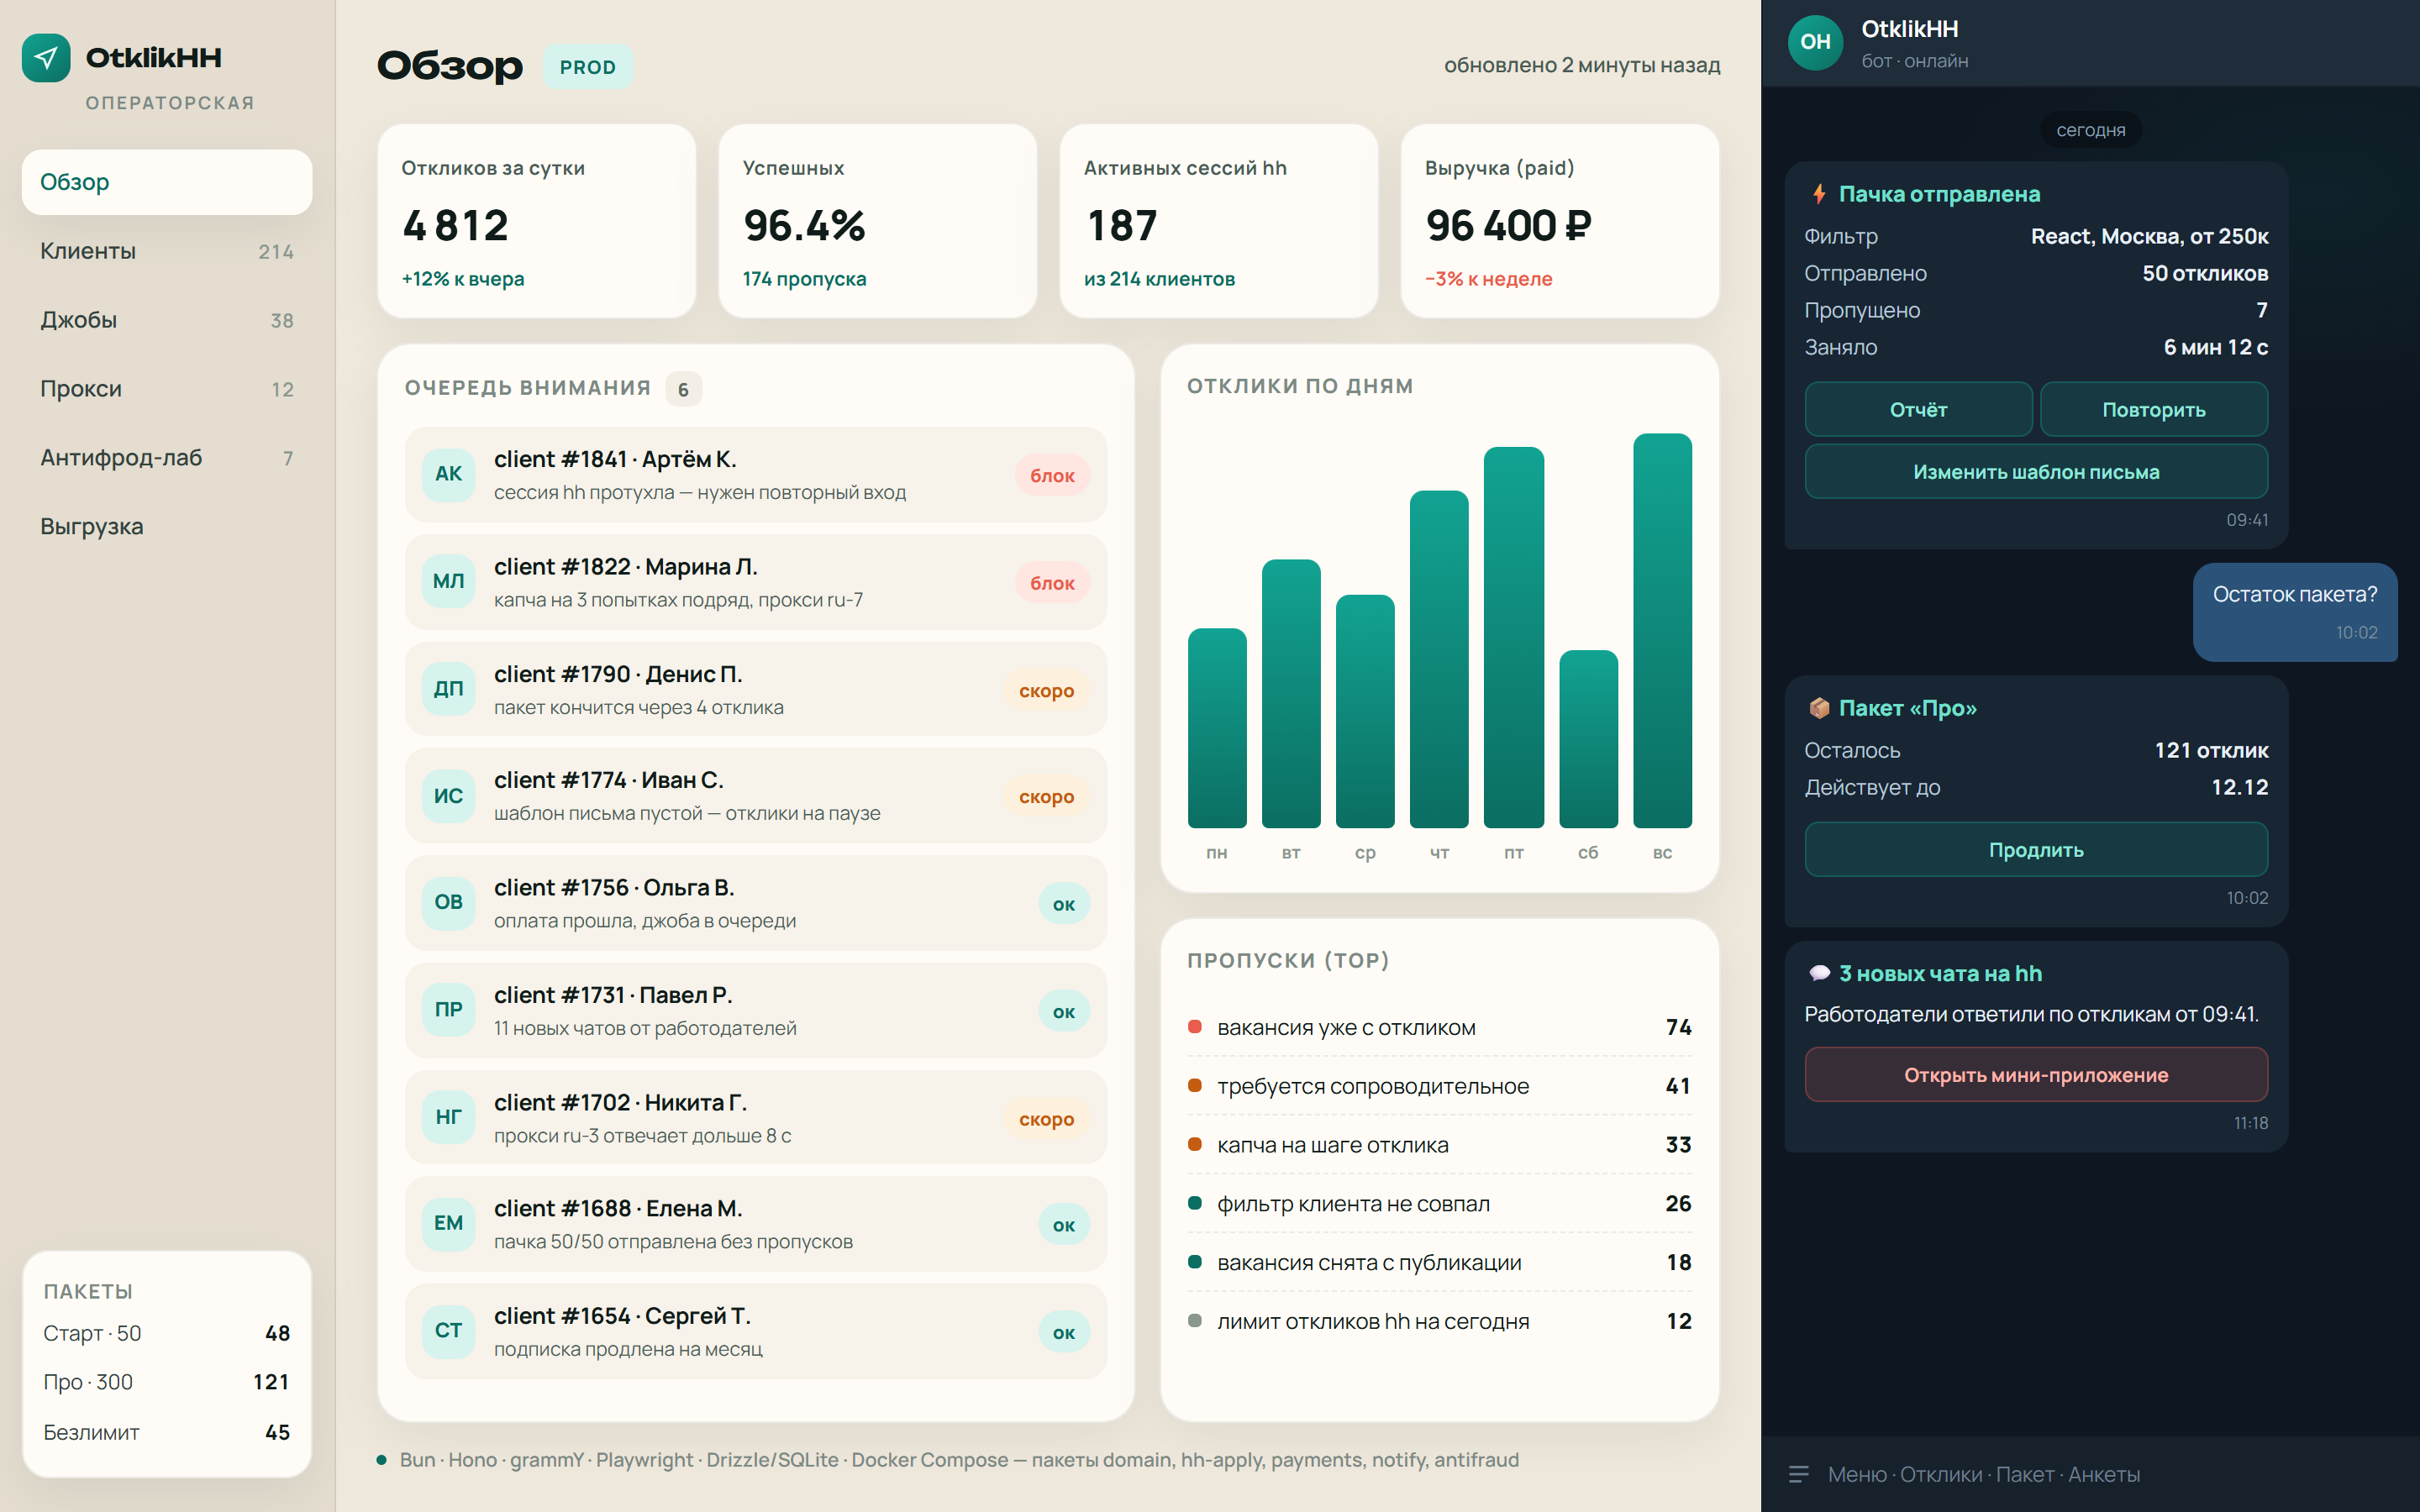 OtklikHH
ОПЕРАТОРСКАЯ
Обзор
Клиенты 214
Джобы 38
Прокси 12
Антифрод-лаб 7
Выгрузка
ПАКЕТЫ
Старт · 50 48
Про · 300 121
Безлимит 45
Обзор PROD
обновлено 2 минуты назад
Откликов за сутки
4 812
+12% к вчера
Успешных
96.4%
174 пропуска
Активных сессий hh
187
из 214 клиентов
Выручка (paid)
96 400 ₽
−3% к неделе
ОЧЕРЕДЬ ВНИМАНИЯ 6
АК client #1841 · Артём К. блок
сессия hh протухла — нужен повторный вход
МЛ client #1822 · Марина Л. блок
капча на 3 попытках подряд, прокси ru-7
ДП client #1790 · Денис П. скоро
пакет кончится через 4 отклика
ИС client #1774 · Иван С. скоро
шаблон письма пустой — отклики на паузе
ОВ client #1756 · Ольга В. ок
оплата прошла, джоба в очереди
ПР client #1731 · Павел Р. ок
11 новых чатов от работодателей
НГ client #1702 · Никита Г. скоро
прокси ru-3 отвечает дольше 8 с
ЕМ client #1688 · Елена М. ок
пачка 50/50 отправлена без пропусков
СТ client #1654 · Сергей Т. ок
подписка продлена на месяц
ОТКЛИКИ ПО ДНЯМ
пн вт ср чт пт сб вс
ПРОПУСКИ (TOP)
вакансия уже с откликом 74
требуется сопроводительное 41
капча на шаге отклика 33
фильтр клиента не совпал 26
вакансия снята с публикации 18
лимит откликов hh на сегодня 12
Bun · Hono · grammY · Playwright · Drizzle/SQLite · Docker Compose — пакеты domain, hh-apply, payments, notify, antifraud
OH OtklikHH
бот · онлайн
сегодня
⚡ Пачка отправлена
Фильтр React, Москва, от 250к
Отправлено 50 откликов
Пропущено 7
Заняло 6 мин 12 с
Отчёт Повторить
Изменить шаблон письма
09:41
Остаток пакета?
10:02
📦 Пакет «Про»
Осталось 121 отклик
Действует до 12.12
Продлить
10:02
💬 3 новых чата на hh
Работодатели ответили по откликам от 09:41.
Открыть мини-приложение
11:18
Меню · Отклики · Пакет · Анкеты